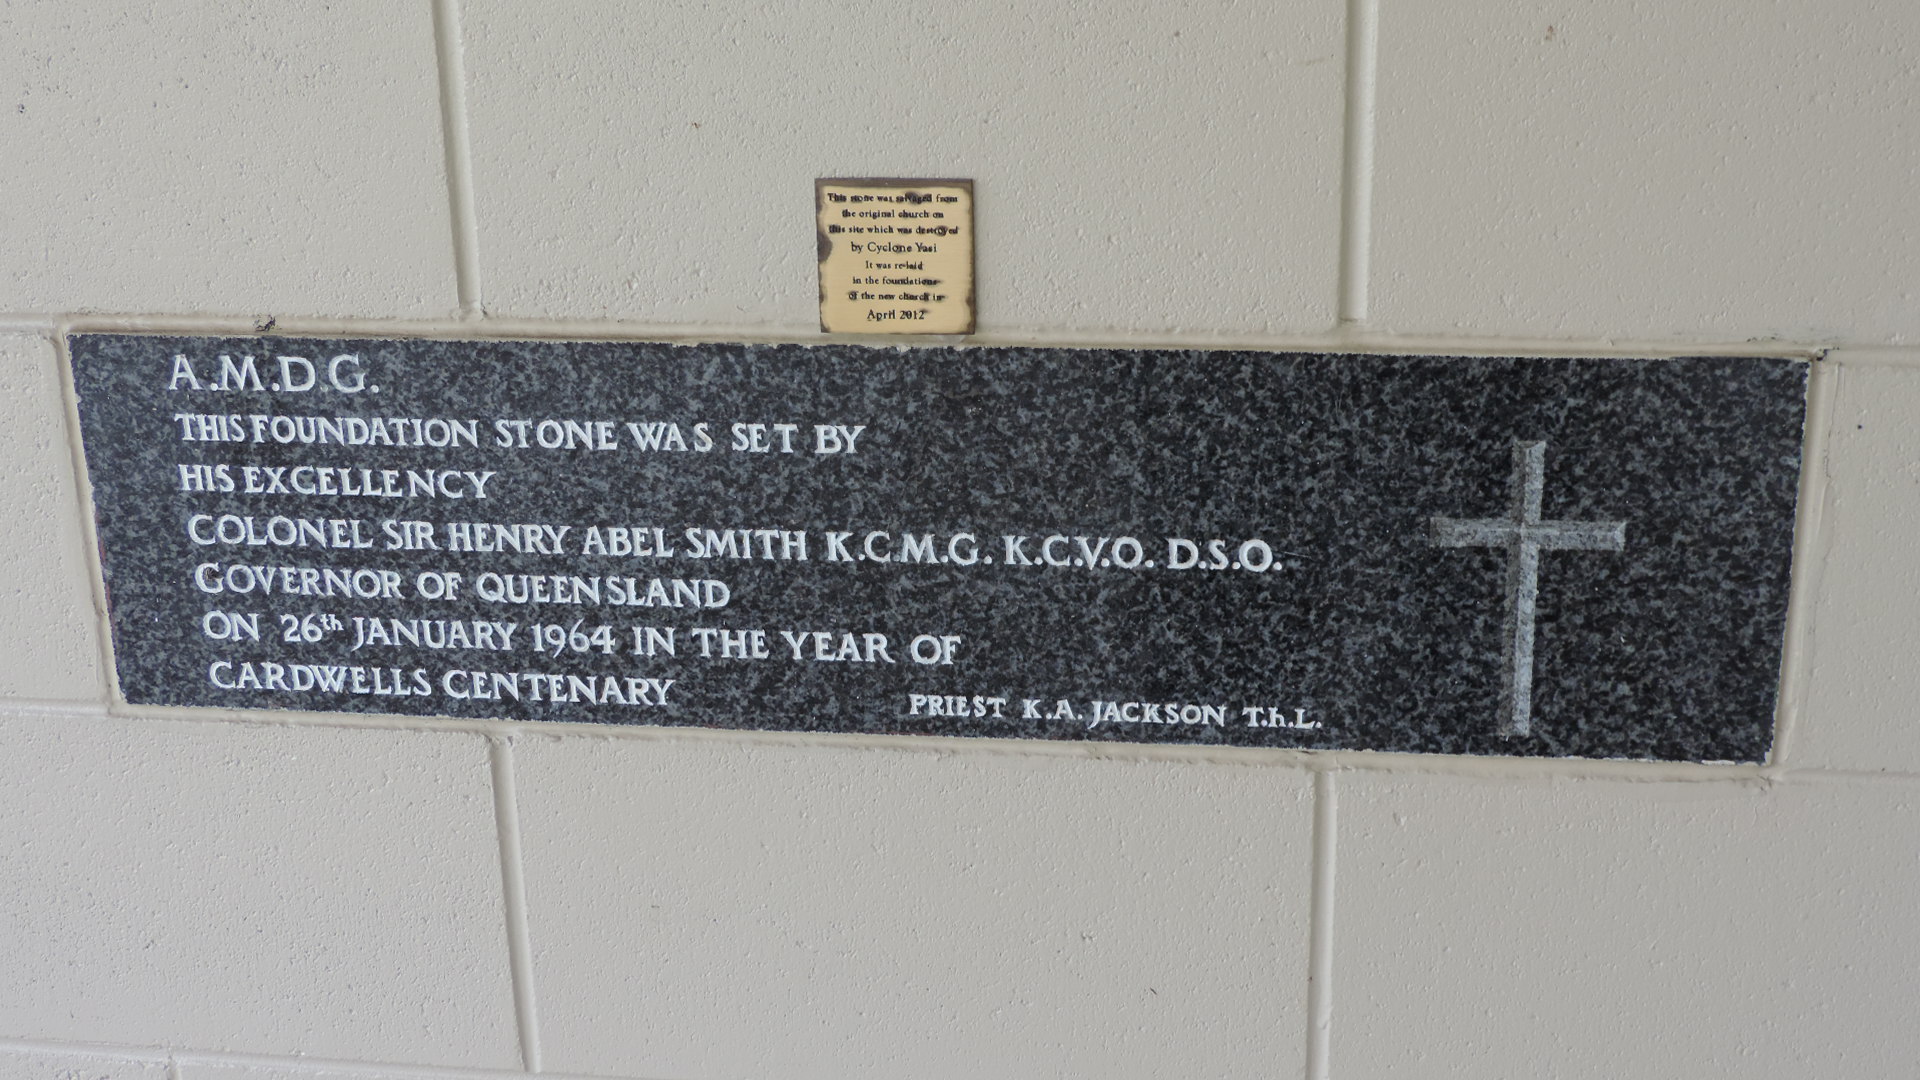 This stone was salvaged from
the original church on
this site which was destroyed
by Cyclone Yasi
It was re-laid
in the foundations
of the new church in
April 2012
A.M.D.G.
THIS FOUNDATION STONE WAS SET BY
HIS EXCELLENCY
COLONEL SIR HENRY ABEL SMITH K.C.M.G. K.C.V.O. D.S.O.
GOVERNOR OF QUEENSLAND
ON 26th JANUARY 1964 IN THE YEAR OF
CARDWELLS CENTENARY
PRIEST K.A. JACKSON T.h.L.